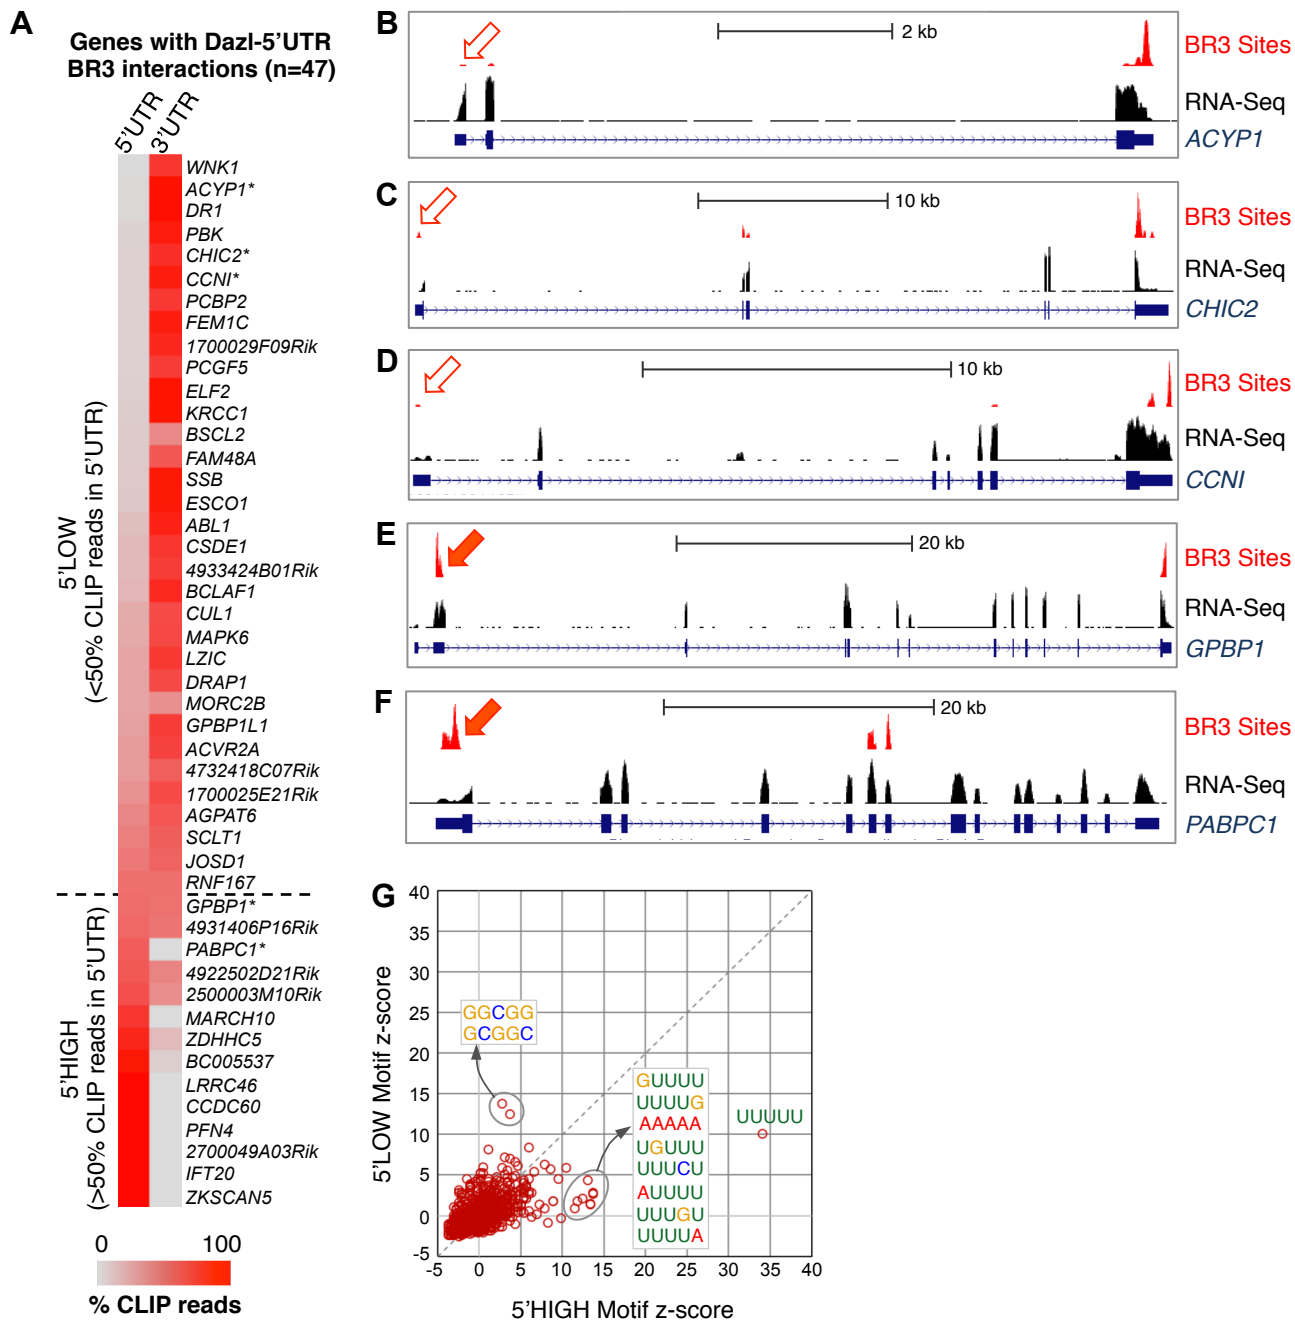 A
Genes with Dazl-5'UTR
BR3 interactions (n=47)
5'UTR
3'UTR
WNK1
ACYP1*
DR1
PBK
CHIC2*
CCNI*
PCBP2
FEM1C
1700029F09Rik
PCGF5
ELF2
KRCC1
BSCL2
FAM48A
SSB
ESCO1
ABL1
CSDE1
4933424B01Rik
BCLAF1
CUL1
MAPK6
LZIC
DRAP1
MORC2B
GPBP1L1
ACVR2A
4732418C07Rik
1700025E21Rik
AGPAT6
SCLT1
JOSD1
RNF167
GPBP1*
4931406P16Rik
PABPC1*
4922502D21Rik
2500003M10Rik
MARCH10
ZDHHC5
BC005537
LRRC46
CCDC60
PFN4
2700049A03Rik
IFT20
ZKSCAN5
5'LOW
(<50% CLIP reads in 5'UTR)
5'HIGH
(>50% CLIP reads in 5'UTR)
0 100
% CLIP reads
B
2 kb
BR3 Sites
RNA-Seq
ACYP1
C
10 kb
BR3 Sites
RNA-Seq
CHIC2
D
10 kb
BR3 Sites
RNA-Seq
CCNI
E
20 kb
BR3 Sites
RNA-Seq
GPBP1
F
20 kb
BR3 Sites
RNA-Seq
PABPC1
G
5'LOW Motif z-score
40
35
30
25
20
15
10
5
0
-5
GGCGG
GCGGC
GUUUU
UUUUG
AAAAA
UGUUU
UUUCU
AUUUU
UUUGU
UUUUA
UUUUU
-5 0 5 10 15 20 25 30 35 40
5'HIGH Motif z-score